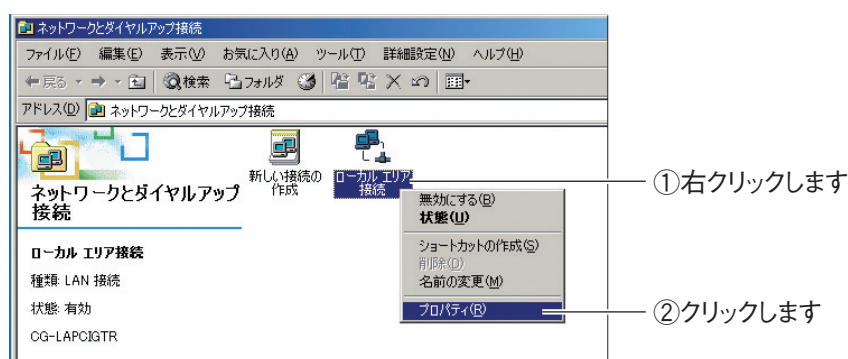 ネットワークとダイヤルアップ接続
ファイル(F) 編集(E) 表示(V) お気に入り(A) ツール(T) 詳細設定(N) ヘルプ(H)
戻る 検索 フォルダ
アドレス(D) ネットワークとダイヤルアップ接続
新しい接続の
作成
ローカル エリア
接続
ネットワークとダイヤルアップ
接続
ローカル エリア接続
種類: LAN 接続
状態: 有効
CG-LAPCIGTR
無効にする(B)
状態(U)
ショートカットの作成(S)
削除(D)
名前の変更(M)
プロパティ(R)
①右クリックします
②クリックします